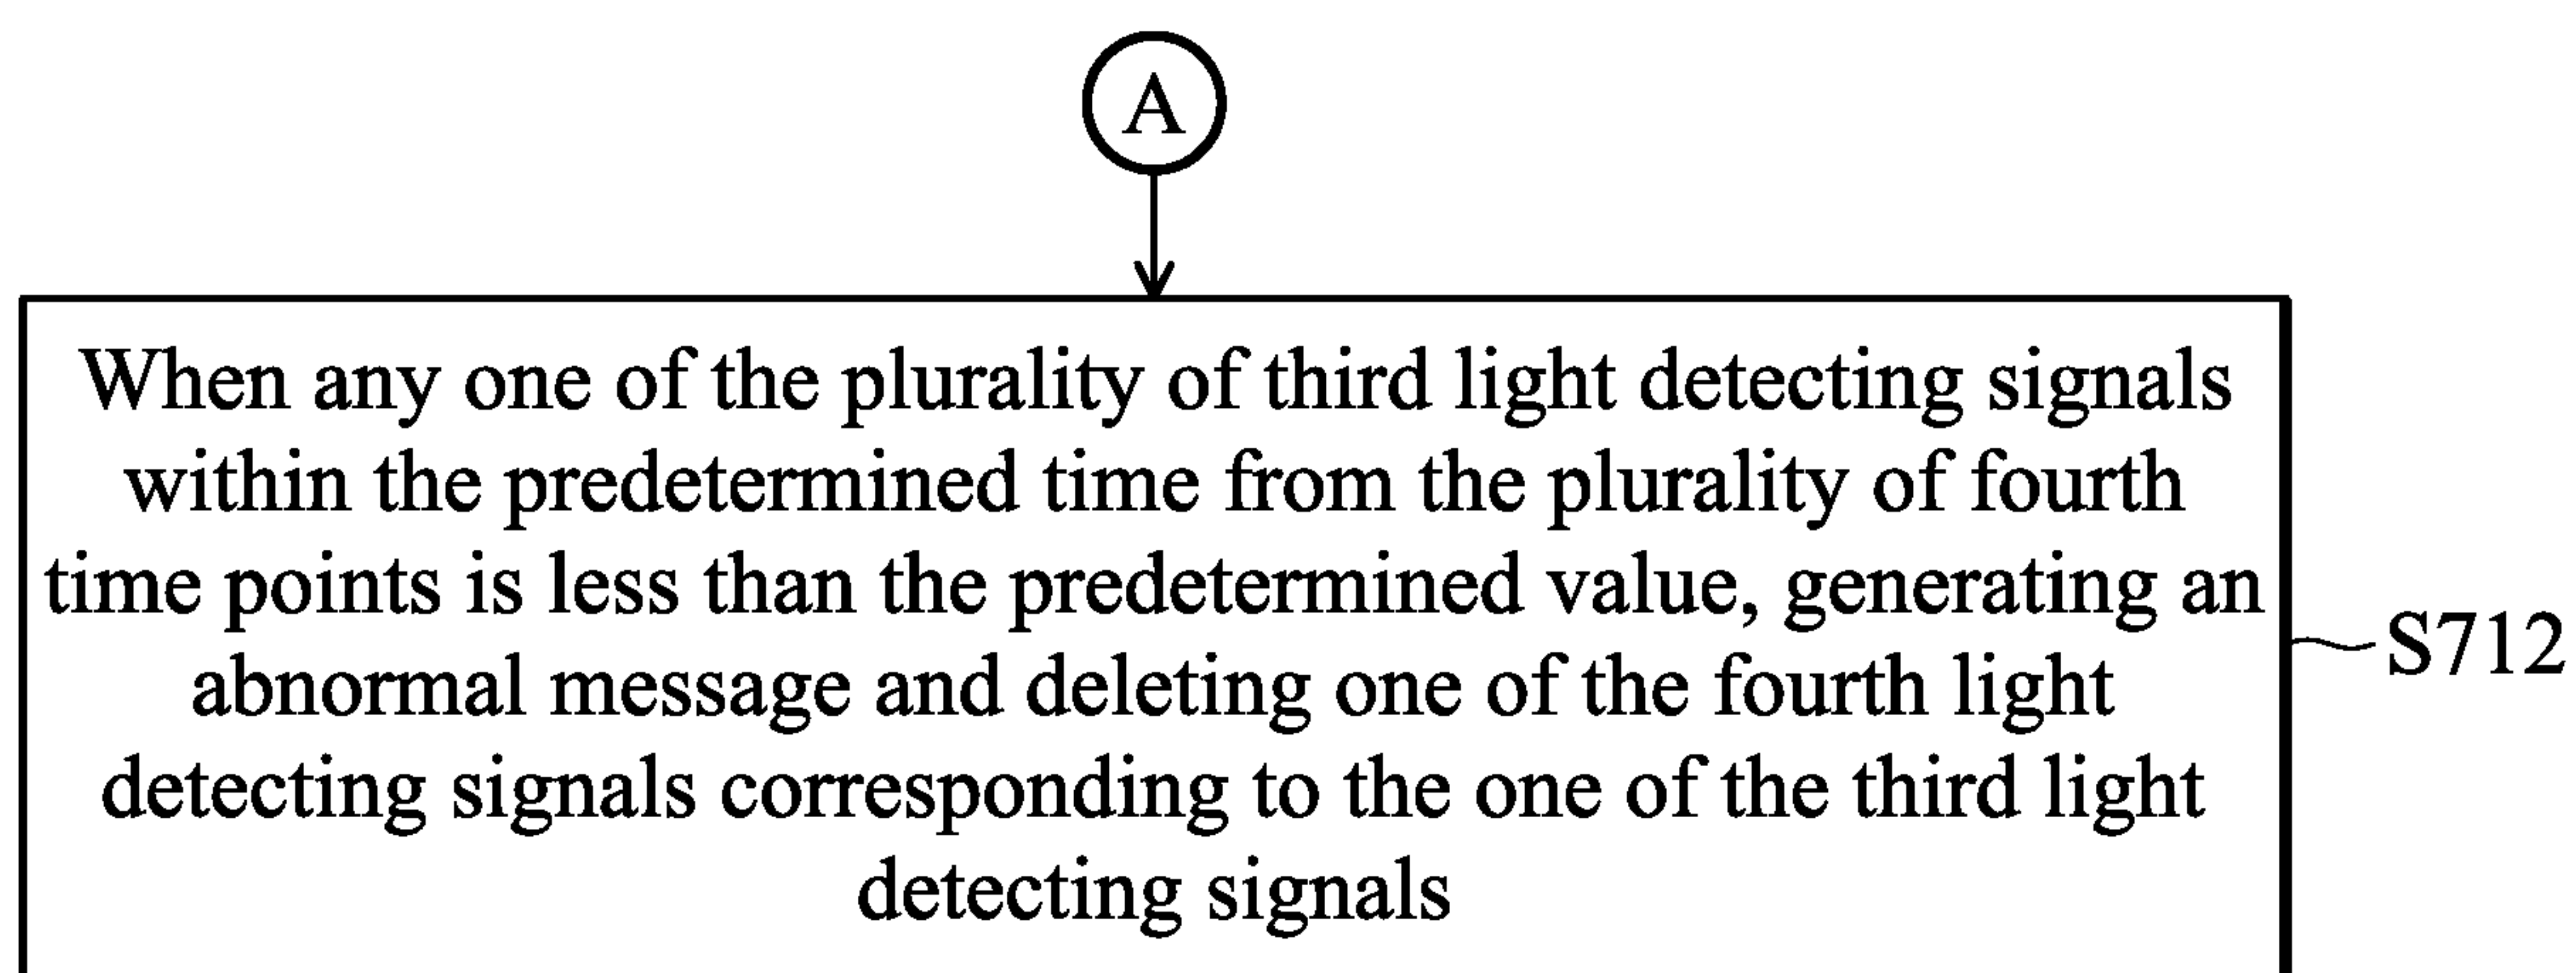 A
When any one of the plurality of third light detecting signals
within the predetermined time from the plurality of fourth
time points is less than the predetermined value, generating an
abnormal message and deleting one of the fourth light
detecting signals corresponding to the one of the third light
detecting signals
S712